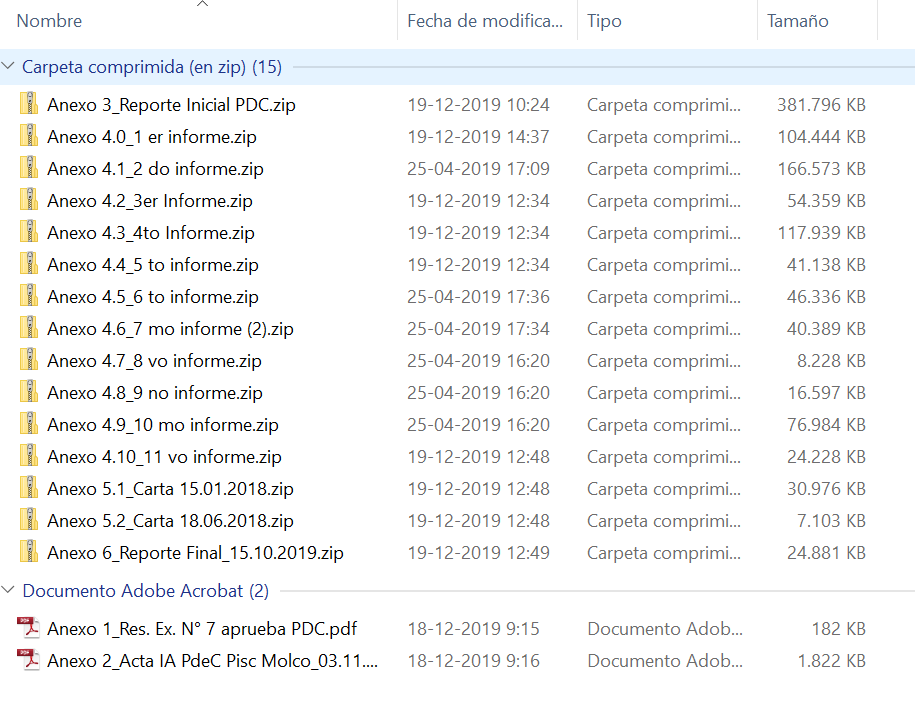 Nombre Fecha de modifica... Tipo Tamaño
Carpeta comprimida (en zip) (15)
Anexo 3_Reporte Inicial PDC.zip 19-12-2019 10:24 Carpeta comprimi... 381.796 KB
Anexo 4.0_1 er informe.zip 19-12-2019 14:37 Carpeta comprimi... 104.444 KB
Anexo 4.1_2 do informe.zip 25-04-2019 17:09 Carpeta comprimi... 166.573 KB
Anexo 4.2_3er Informe.zip 19-12-2019 12:34 Carpeta comprimi... 54.359 KB
Anexo 4.3_4to Informe.zip 19-12-2019 12:34 Carpeta comprimi... 117.939 KB
Anexo 4.4_5 to informe.zip 19-12-2019 12:34 Carpeta comprimi... 41.138 KB
Anexo 4.5_6 to informe.zip 25-04-2019 17:36 Carpeta comprimi... 46.336 KB
Anexo 4.6_7 mo informe (2).zip 25-04-2019 17:34 Carpeta comprimi... 40.389 KB
Anexo 4.7_8 vo informe.zip 25-04-2019 16:20 Carpeta comprimi... 8.228 KB
Anexo 4.8_9 no informe.zip 25-04-2019 16:20 Carpeta comprimi... 16.597 KB
Anexo 4.9_10 mo informe.zip 25-04-2019 16:20 Carpeta comprimi... 76.984 KB
Anexo 4.10_11 vo informe.zip 19-12-2019 12:48 Carpeta comprimi... 24.228 KB
Anexo 5.1_Carta 15.01.2018.zip 19-12-2019 12:48 Carpeta comprimi... 30.976 KB
Anexo 5.2_Carta 18.06.2018.zip 19-12-2019 12:48 Carpeta comprimi... 7.103 KB
Anexo 6_Reporte Final_15.10.2019.zip 19-12-2019 12:49 Carpeta comprimi... 24.881 KB
Documento Adobe Acrobat (2)
Anexo 1_Res. Ex. N° 7 aprueba PDC.pdf 18-12-2019 9:15 Documento Adob... 182 KB
Anexo 2_Acta IA PdeC Pisc Molco_03.11.... 18-12-2019 9:16 Documento Adob... 1.822 KB